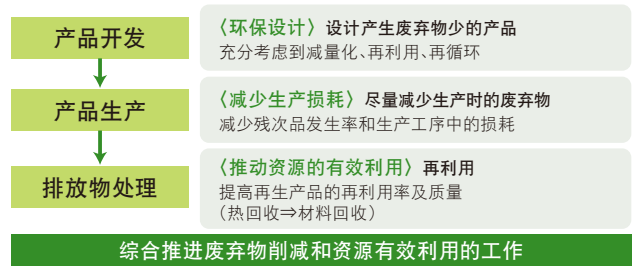 产品开发
〈环保设计〉设计产生废弃物少的产品
充分考虑到减量化、再利用、再循环
产品生产
〈减少生产损耗〉尽量减少生产时的废弃物
减少残次品发生率和生产工序中的损耗
排放物处理
〈推动资源的有效利用〉再利用
提高再生产品的再利用率及质量
（热回收⇒材料回收）
综合推进废弃物削减和资源有效利用的工作